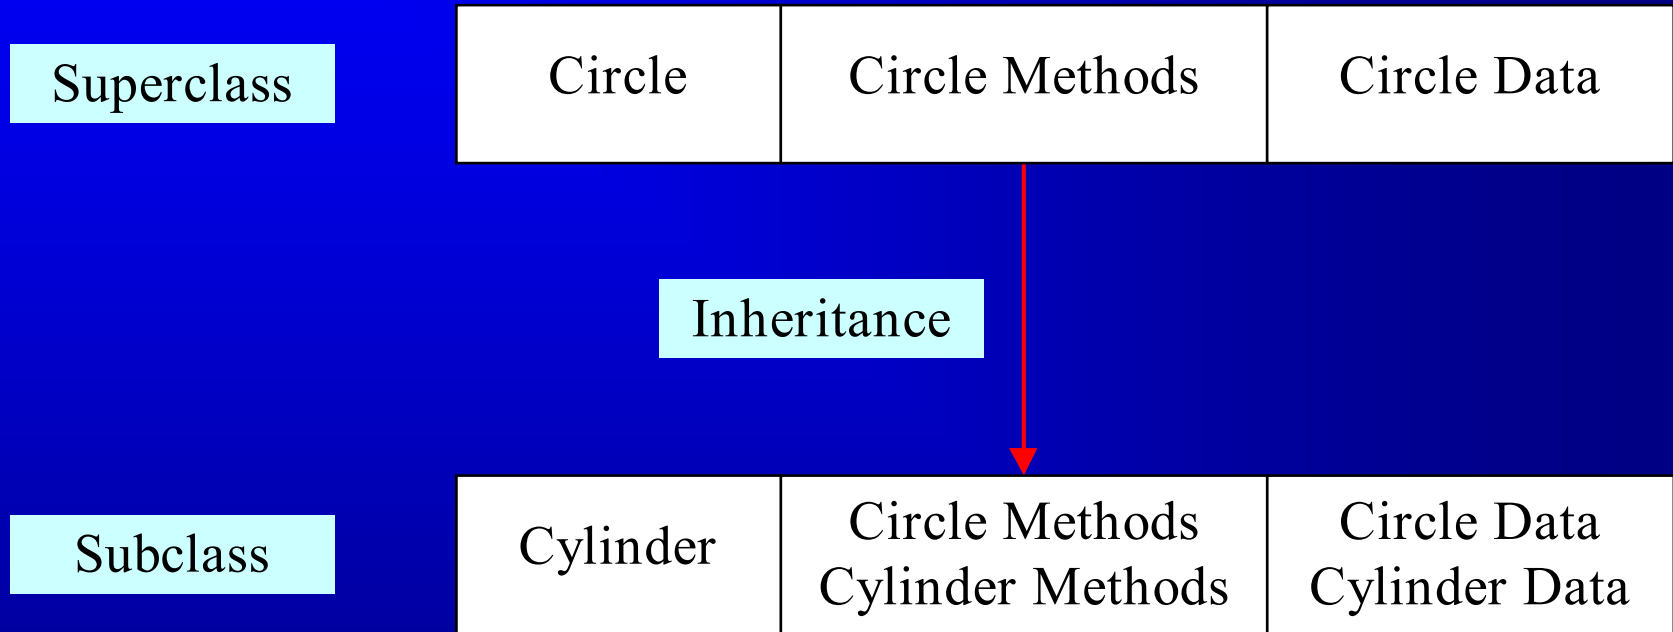 Superclass
Circle
Circle Methods
Circle Data
Inheritance
Subclass
Cylinder
Circle Methods
Cylinder Methods
Circle Data
Cylinder Data